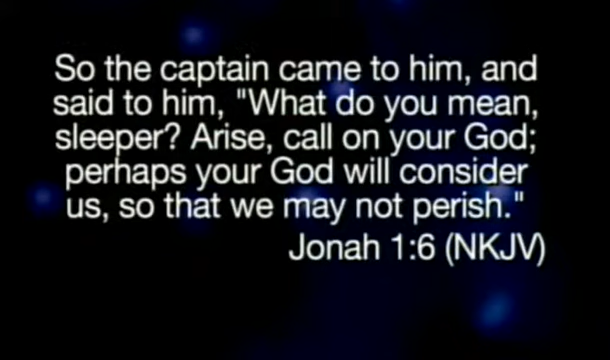 So the captain came to him, and
said to him, "What do you mean,
sleeper? Arise, call on your God;
perhaps your God will consider
us, so that we may not perish."
Jonah 1:6 (NKJV)